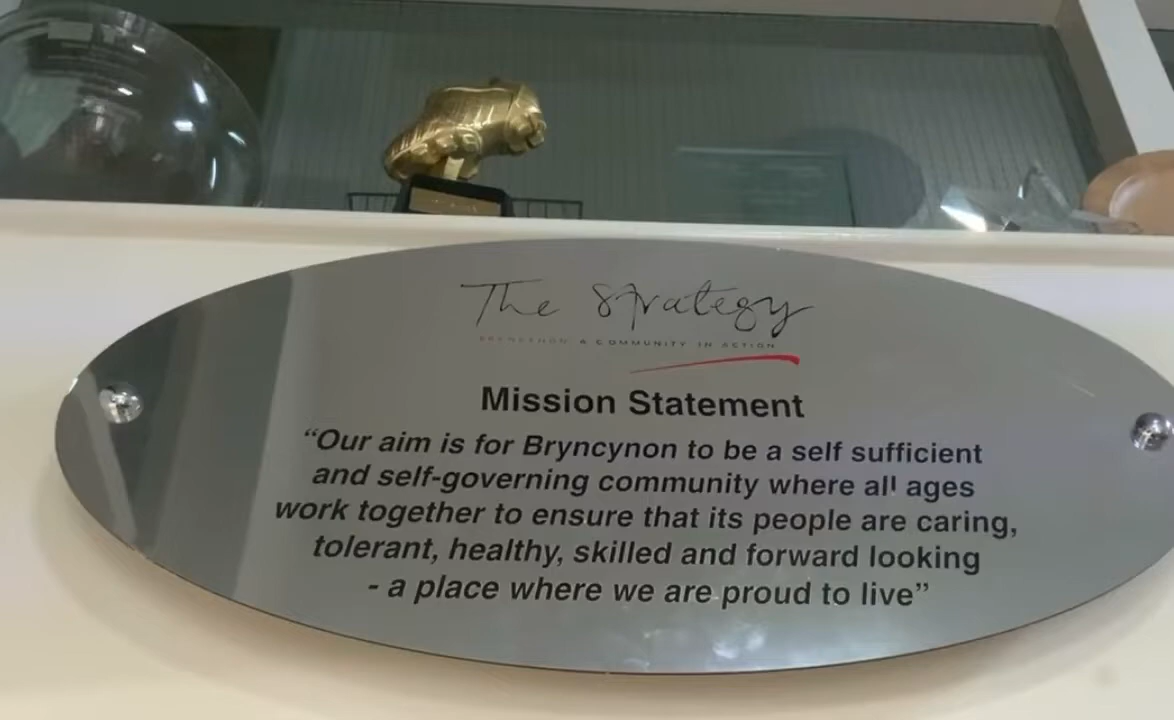 The Strategy
BRYNCYNON A COMMUNITY IN ACTION
Mission Statement
“Our aim is for Bryncynon to be a self sufficient
and self-governing community where all ages
work together to ensure that its people are caring,
tolerant, healthy, skilled and forward looking
- a place where we are proud to live”